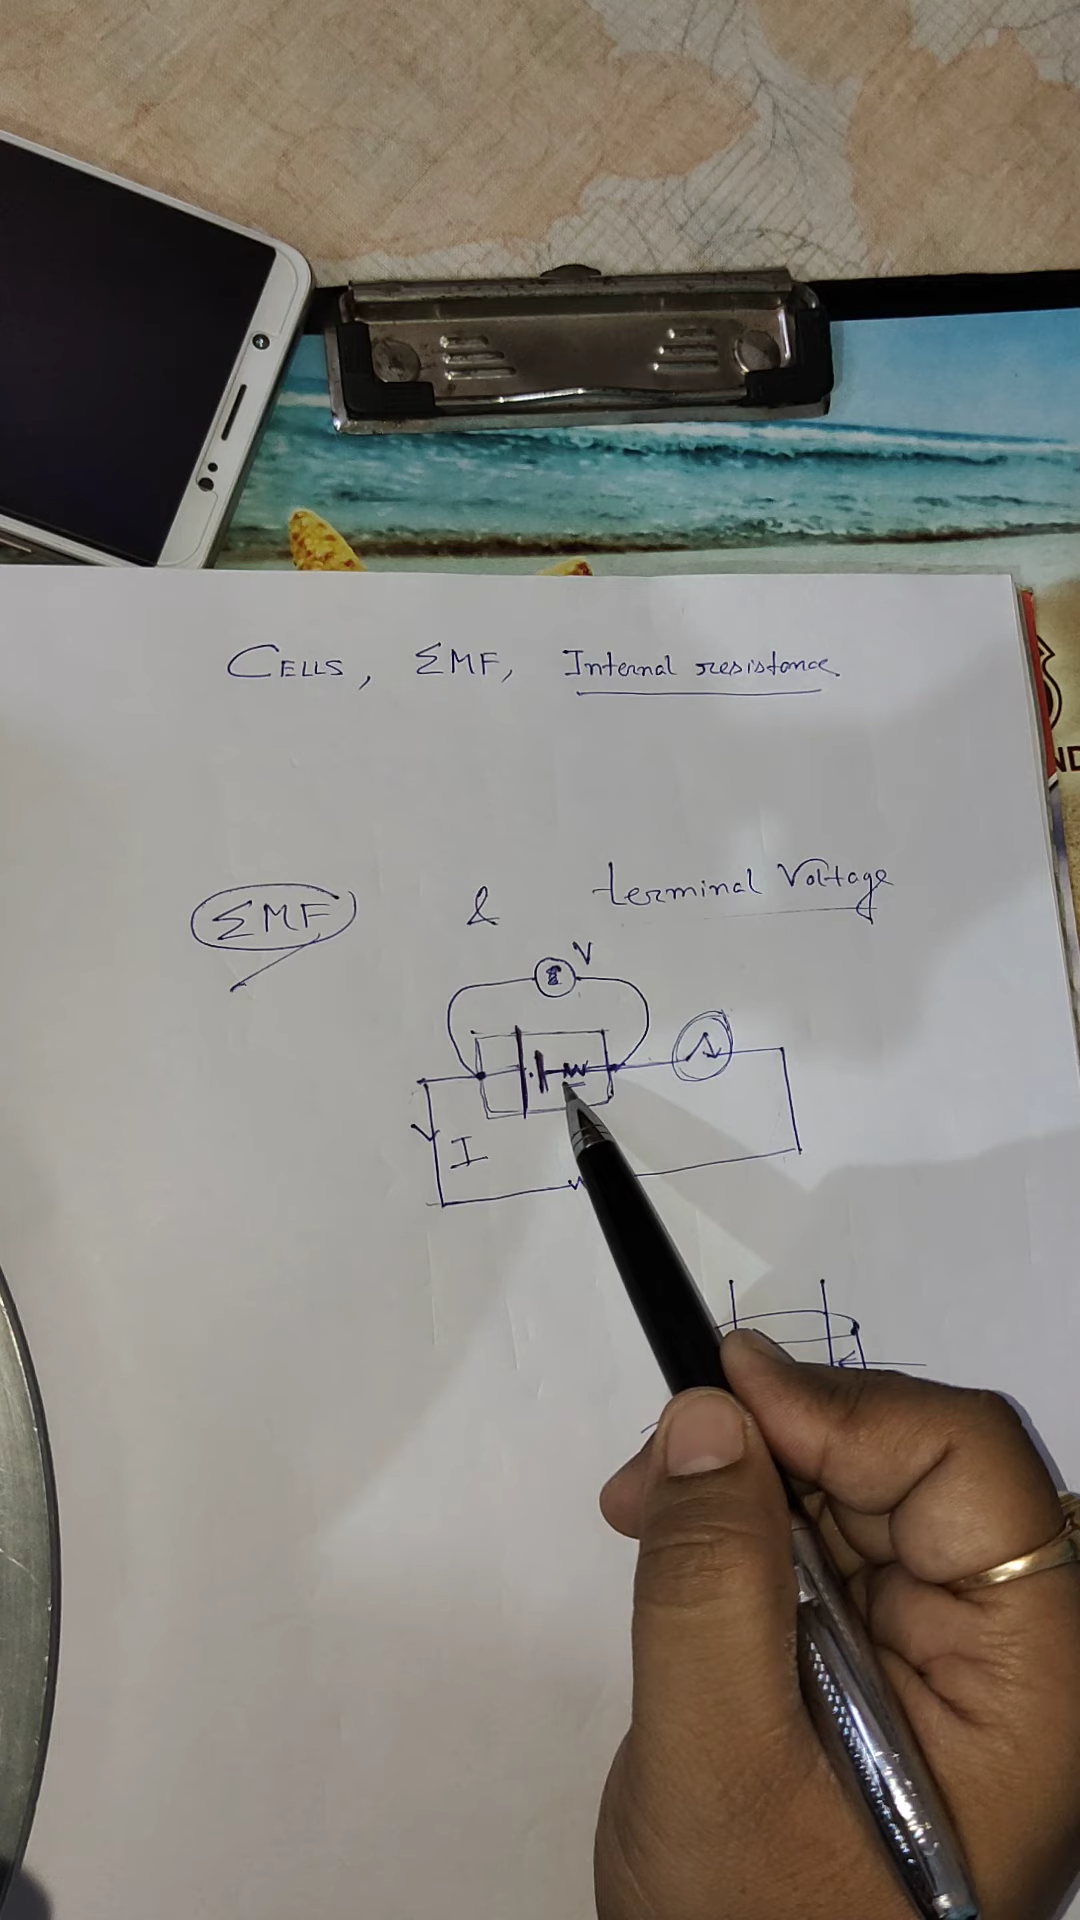 CELLS, EMF, Internal resistance
EMF & terminal Voltage
V
I